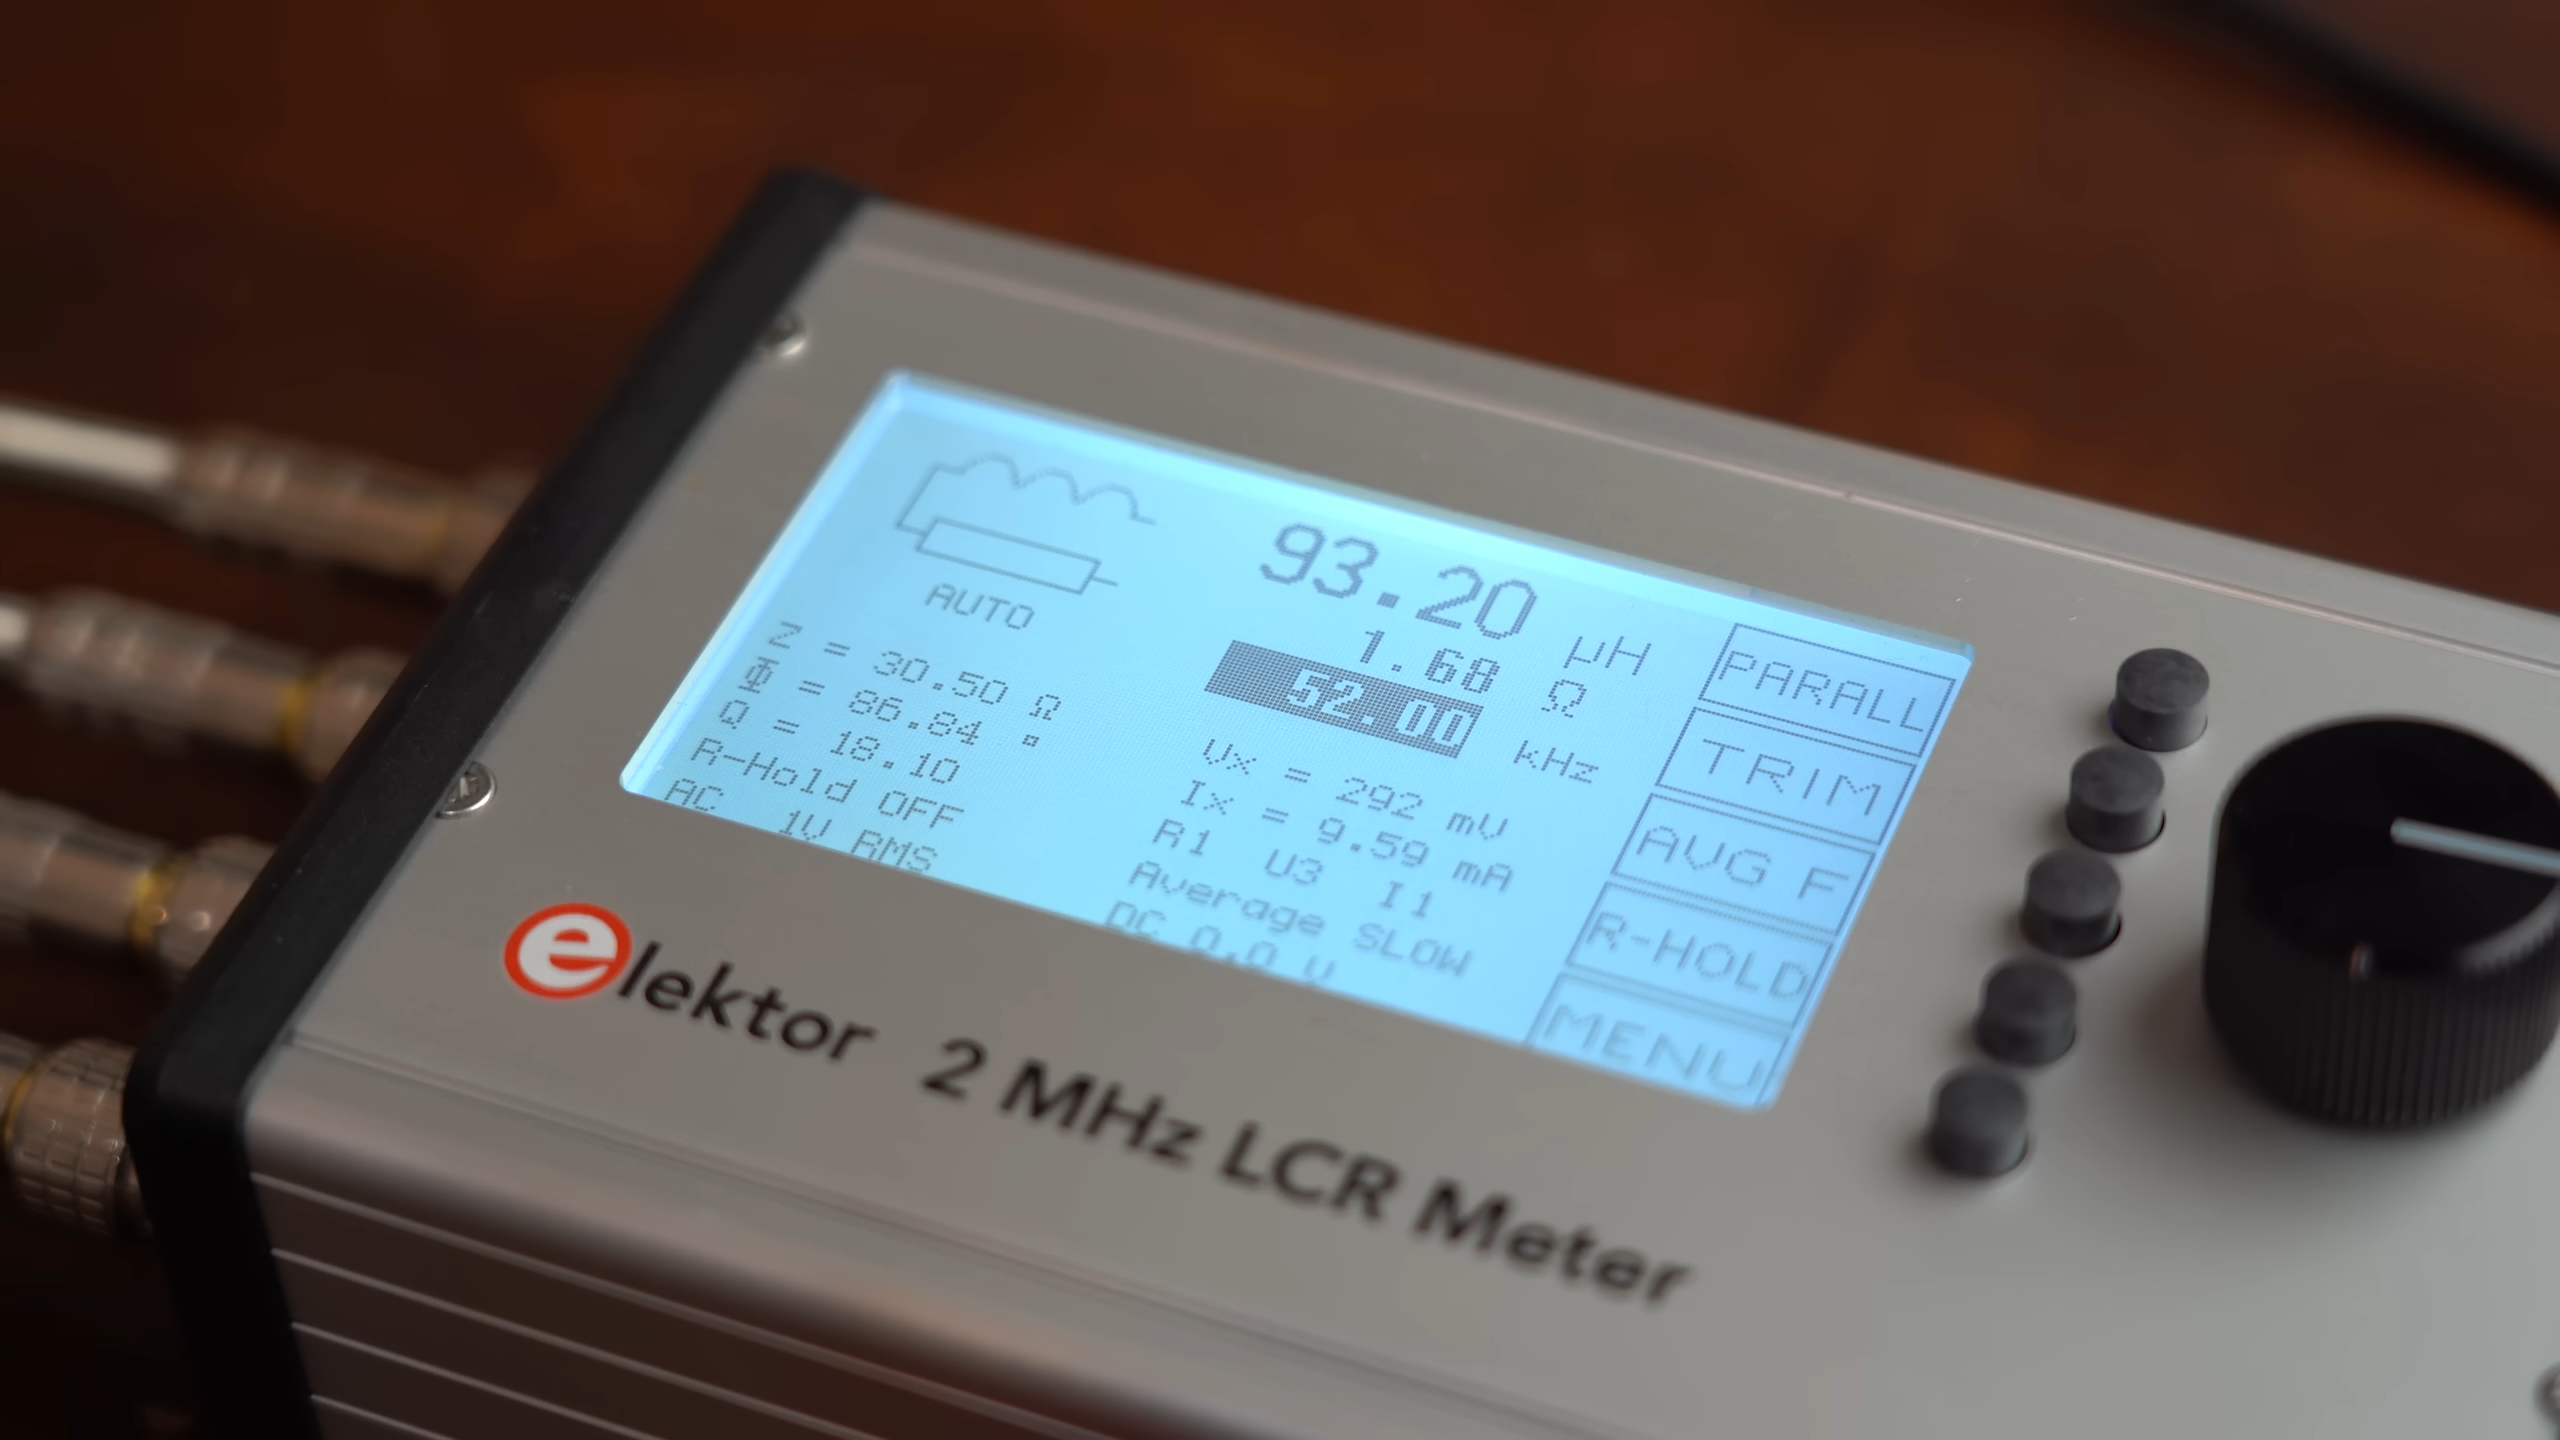 93.20 µH
1.68 Ω
52.00 kHz
AUTO
Z = 30.50 Ω
Φ = 86.84 °
Q = 18.10
R-Hold OFF
AC
1V RMS
Ux = 292 mV
Ix = 9.59 mA
R1 U3 I1
Average SLOW
DC 0.0 V
PARALL
TRIM
AVG F
R-HOLD
MENU
elektor 2 MHz LCR Meter